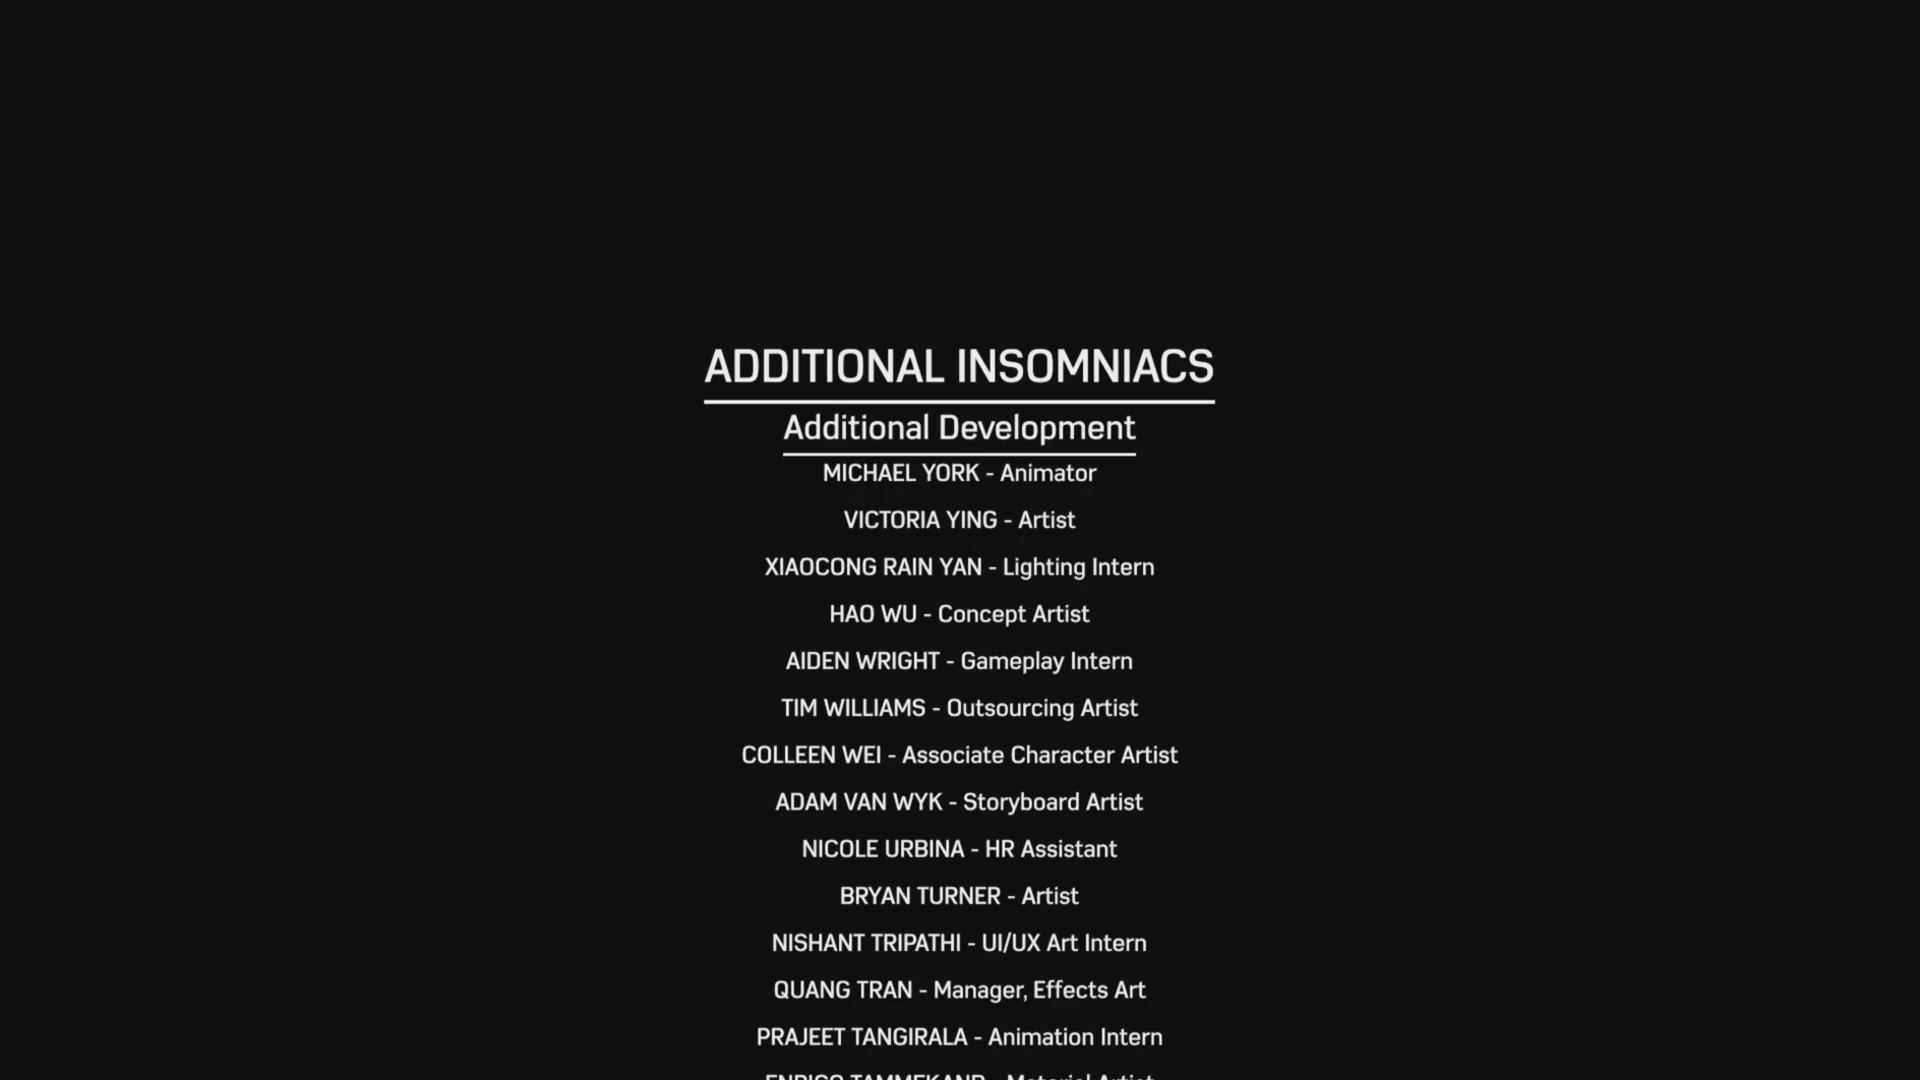 ADDITIONAL INSOMNIACS
Additional Development
MICHAEL YORK - Animator
VICTORIA YING - Artist
XIAOCONG RAIN YAN - Lighting Intern
HAO WU - Concept Artist
AIDEN WRIGHT - Gameplay Intern
TIM WILLIAMS - Outsourcing Artist
COLLEEN WEI - Associate Character Artist
ADAM VAN WYK - Storyboard Artist
NICOLE URBINA - HR Assistant
BRYAN TURNER - Artist
NISHANT TRIPATHI - UI/UX Art Intern
QUANG TRAN - Manager, Effects Art
PRAJEET TANGIRALA - Animation Intern